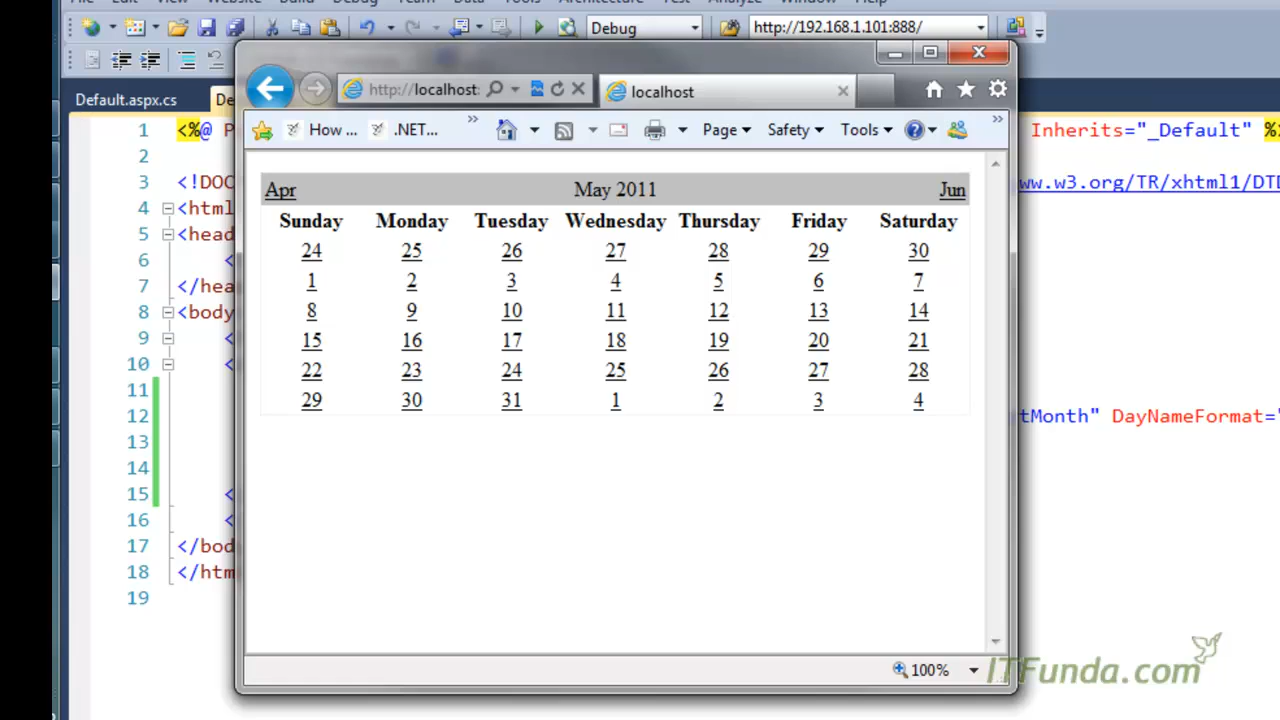 File Edit View Website Build Debug Team Data Tools Architecture Test Analyze Window Help
Debug http://192.168.1.101:888/
Default.aspx.cs De
http://localhost: localhost
How ... .NET... Page Safety Tools
1 <%@ P Inherits="_Default" %>
2
3 <!DOC ww.w3.org/TR/xhtml1/DTD
4 <html
5 <head
6 <
7 </hea
8 <body
9 <
10 <
11
12 tMonth" DayNameFormat="
13
14
15 <
16 <
17 </bod
18 </htm
19
Apr May 2011 Jun
Sunday Monday Tuesday Wednesday Thursday Friday Saturday
24 25 26 27 28 29 30
1 2 3 4 5 6 7
8 9 10 11 12 13 14
15 16 17 18 19 20 21
22 23 24 25 26 27 28
29 30 31 1 2 3 4
100%
ITFunda.com